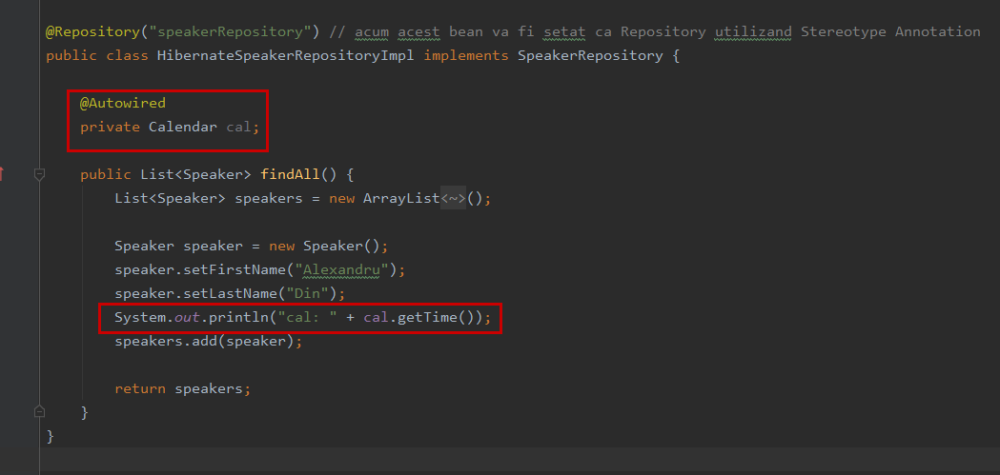 @Repository("speakerRepository") // acum acest bean va fi setat ca Repository utilizand Stereotype Annotation
public class HibernateSpeakerRepositoryImpl implements SpeakerRepository {
@Autowired
private Calendar cal;
public List<Speaker> findAll() {
List<Speaker> speakers = new ArrayList<~>();
Speaker speaker = new Speaker();
speaker.setFirstName("Alexandru");
speaker.setLastName("Din");
System.out.println("cal: " + cal.getTime());
speakers.add(speaker);
return speakers;
}
}